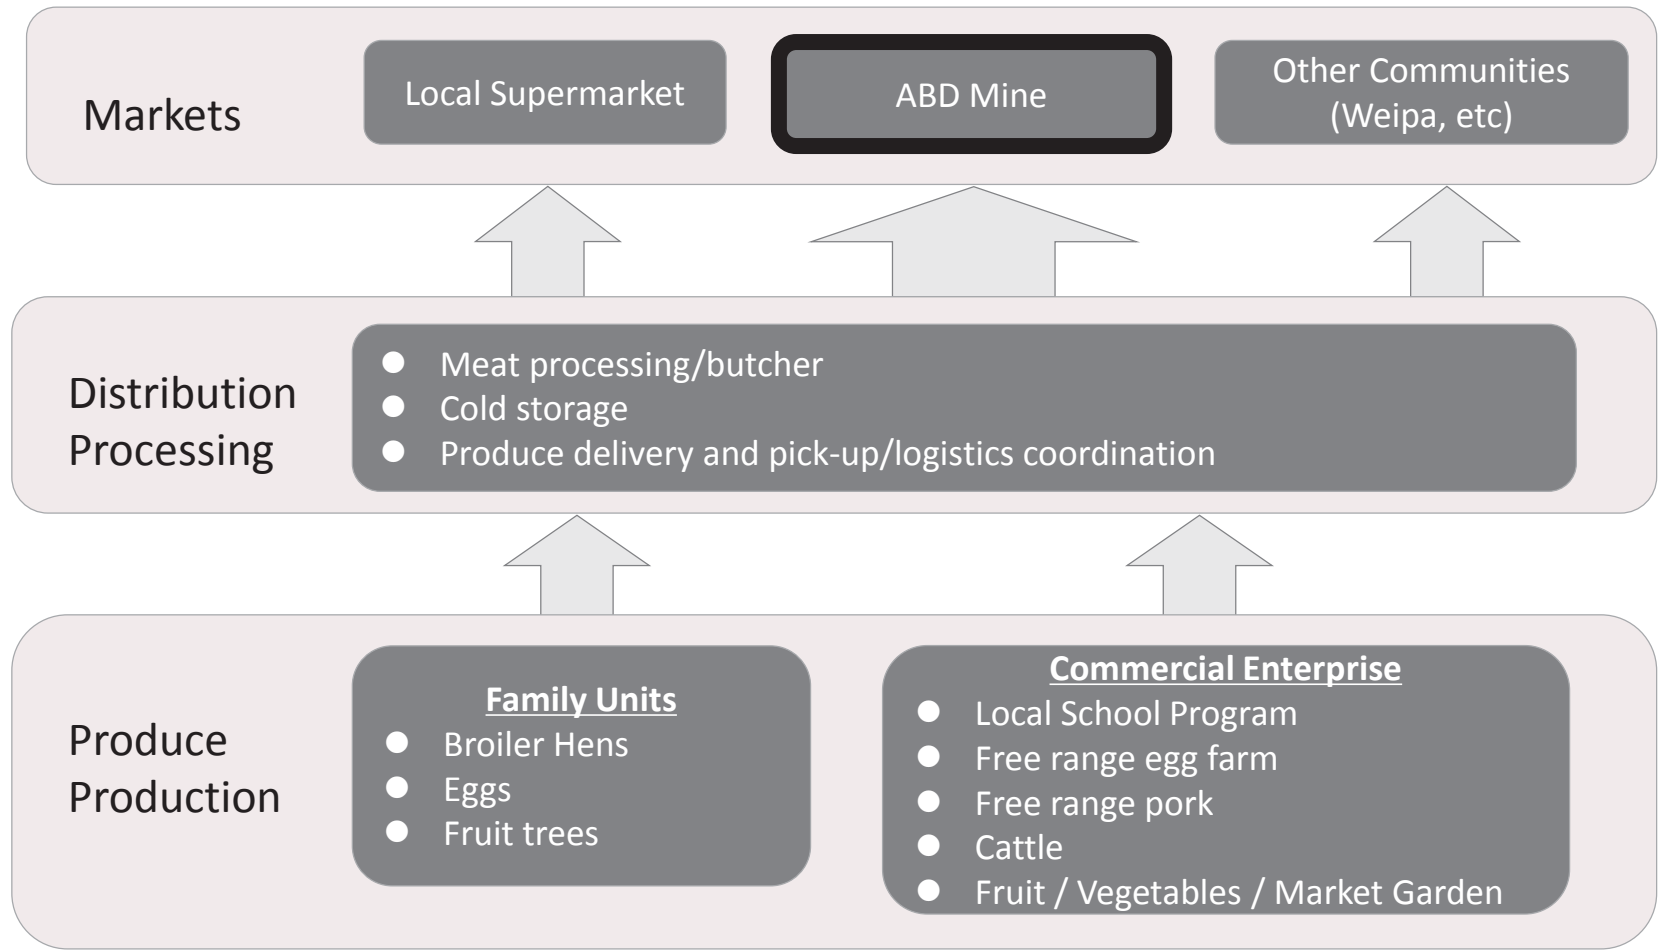 Markets
Local Supermarket
ABD Mine
Other Communities
(Weipa, etc)
Distribution
Processing
● Meat processing/butcher
● Cold storage
● Produce delivery and pick-up/logistics coordination
Produce
Production
Family Units
● Broiler Hens
● Eggs
● Fruit trees
Commercial Enterprise
● Local School Program
● Free range egg farm
● Free range pork
● Cattle
● Fruit / Vegetables / Market Garden